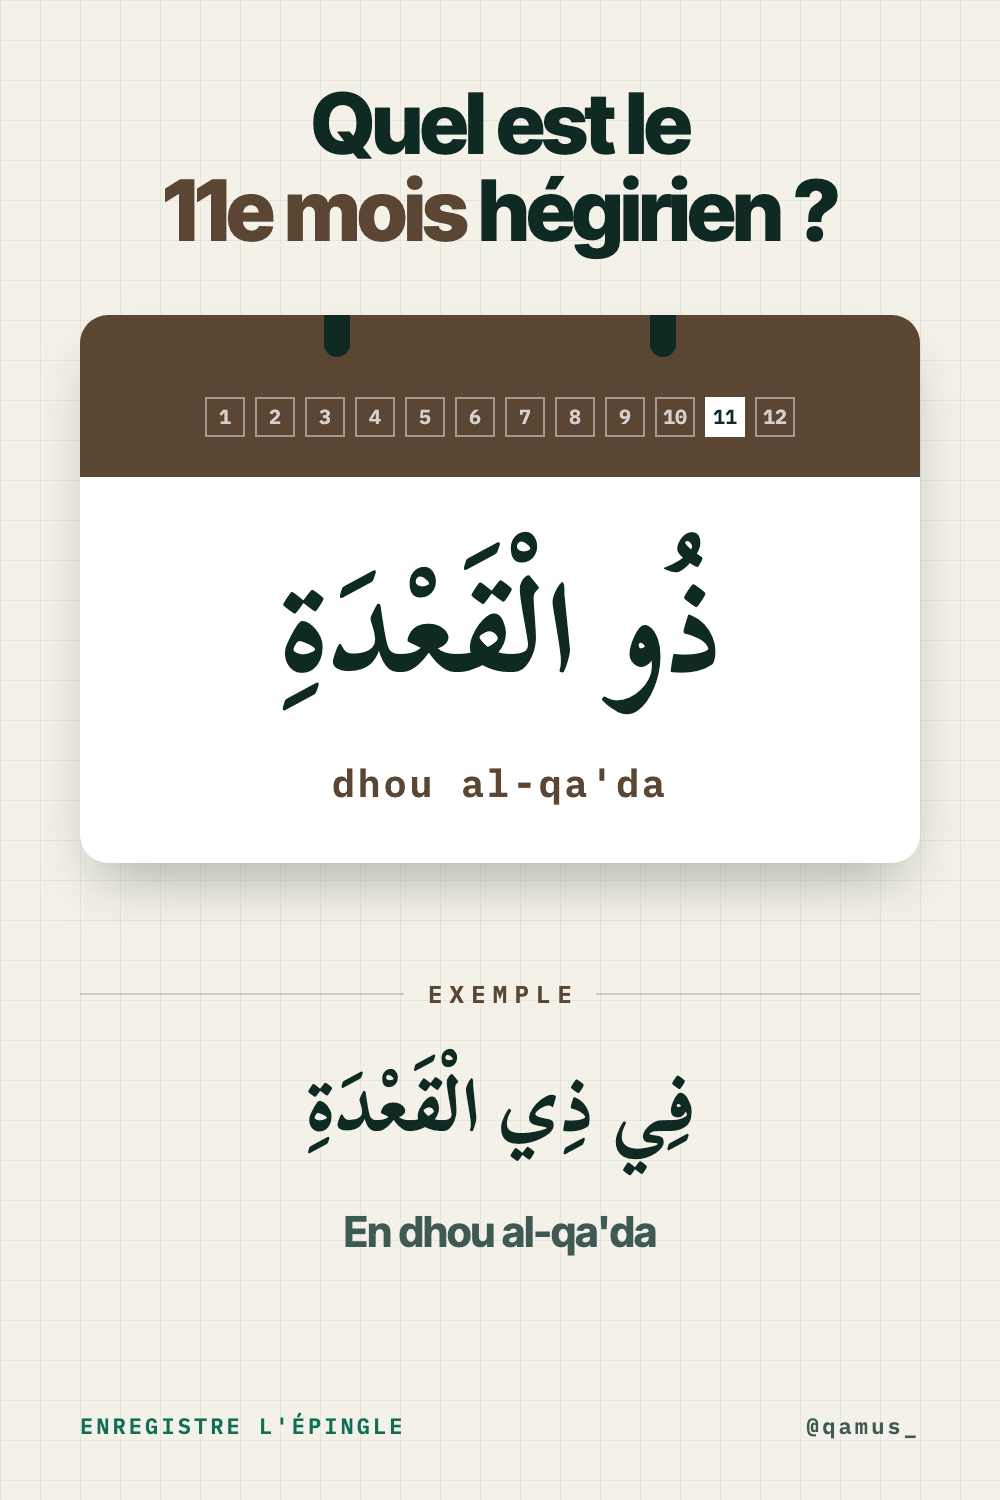 Quel est le
11e mois hégirien ?
1 2 3 4 5 6 7 8 9 10 11 12
ذُو الْقَعْدَةِ
dhou al-qa'da
EXEMPLE
فِي ذِي الْقَعْدَةِ
En dhou al-qa'da
ENREGISTRE L'ÉPINGLE
@qamus_